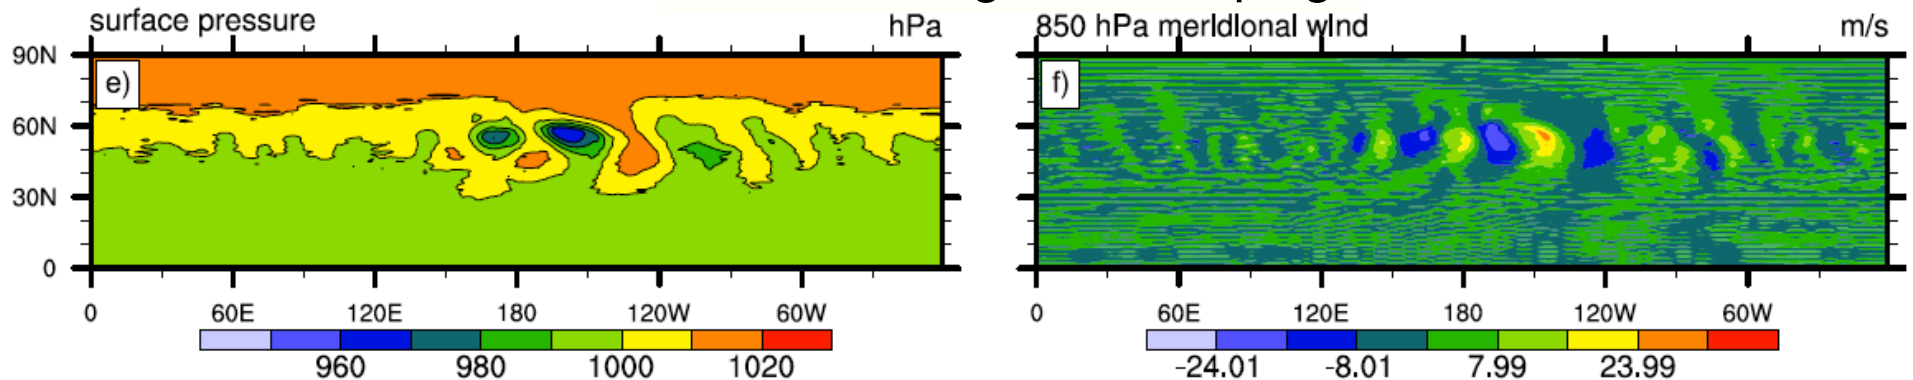 surface pressure hPa
850 hPa meridional wind m/s
e)
f)
90N
60N
30N
0
0 60E 120E 180 120W 60W
0 60E 120E 180 120W 60W
960 980 1000 1020
-24.01 -8.01 7.99 23.99